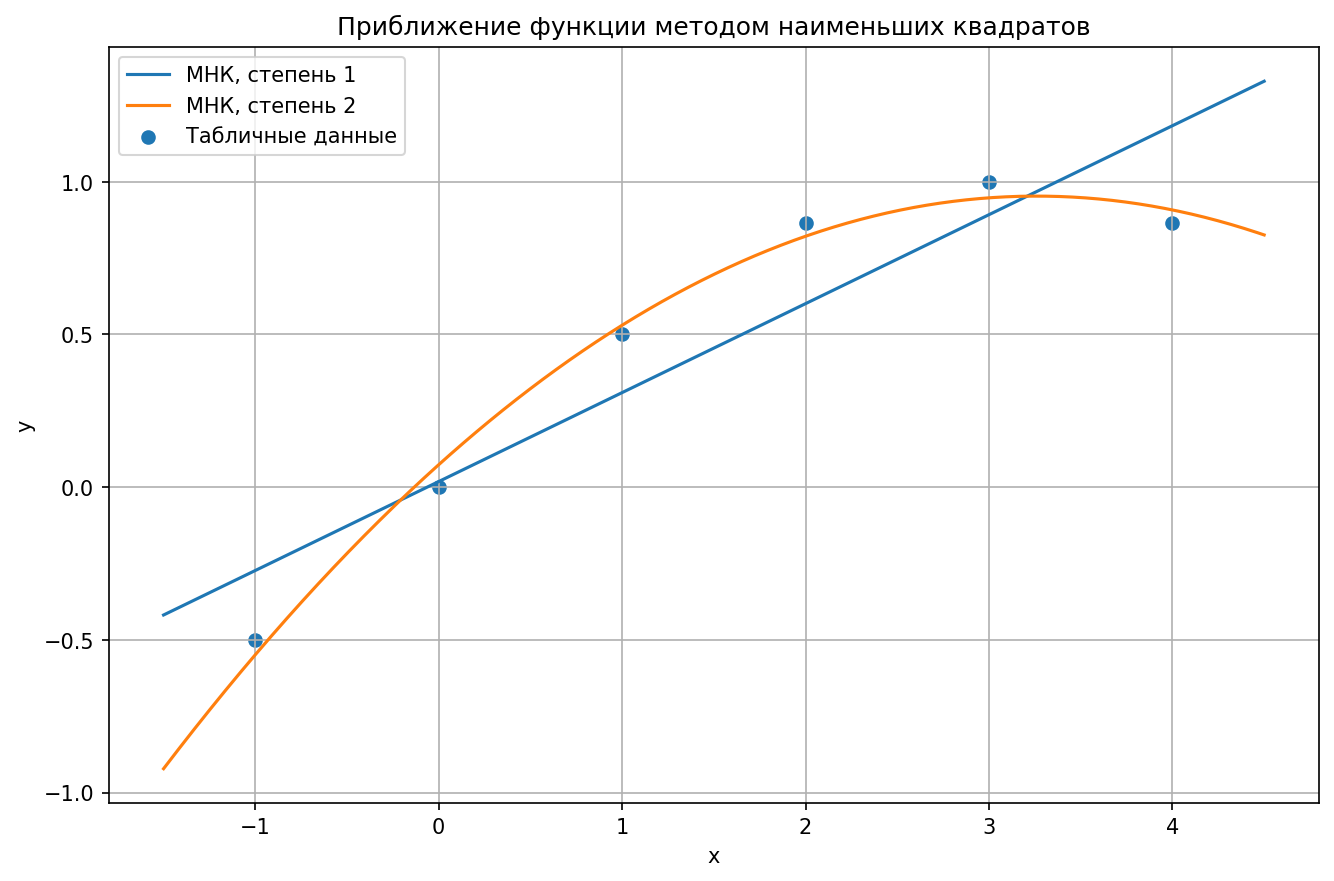 Приближение функции методом наименьших квадратов
МНК, степень 1
МНК, степень 2
Табличные данные
1.0
0.5
0.0
−0.5
−1.0
y
−1 0 1 2 3 4
x